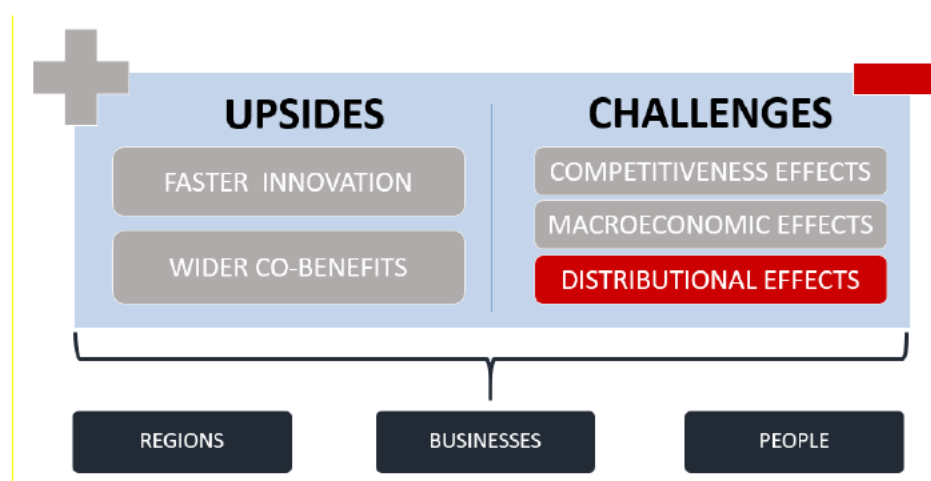 UPSIDES
FASTER INNOVATION
WIDER CO-BENEFITS
CHALLENGES
COMPETITIVENESS EFFECTS
MACROECONOMIC EFFECTS
DISTRIBUTIONAL EFFECTS
REGIONS
BUSINESSES
PEOPLE